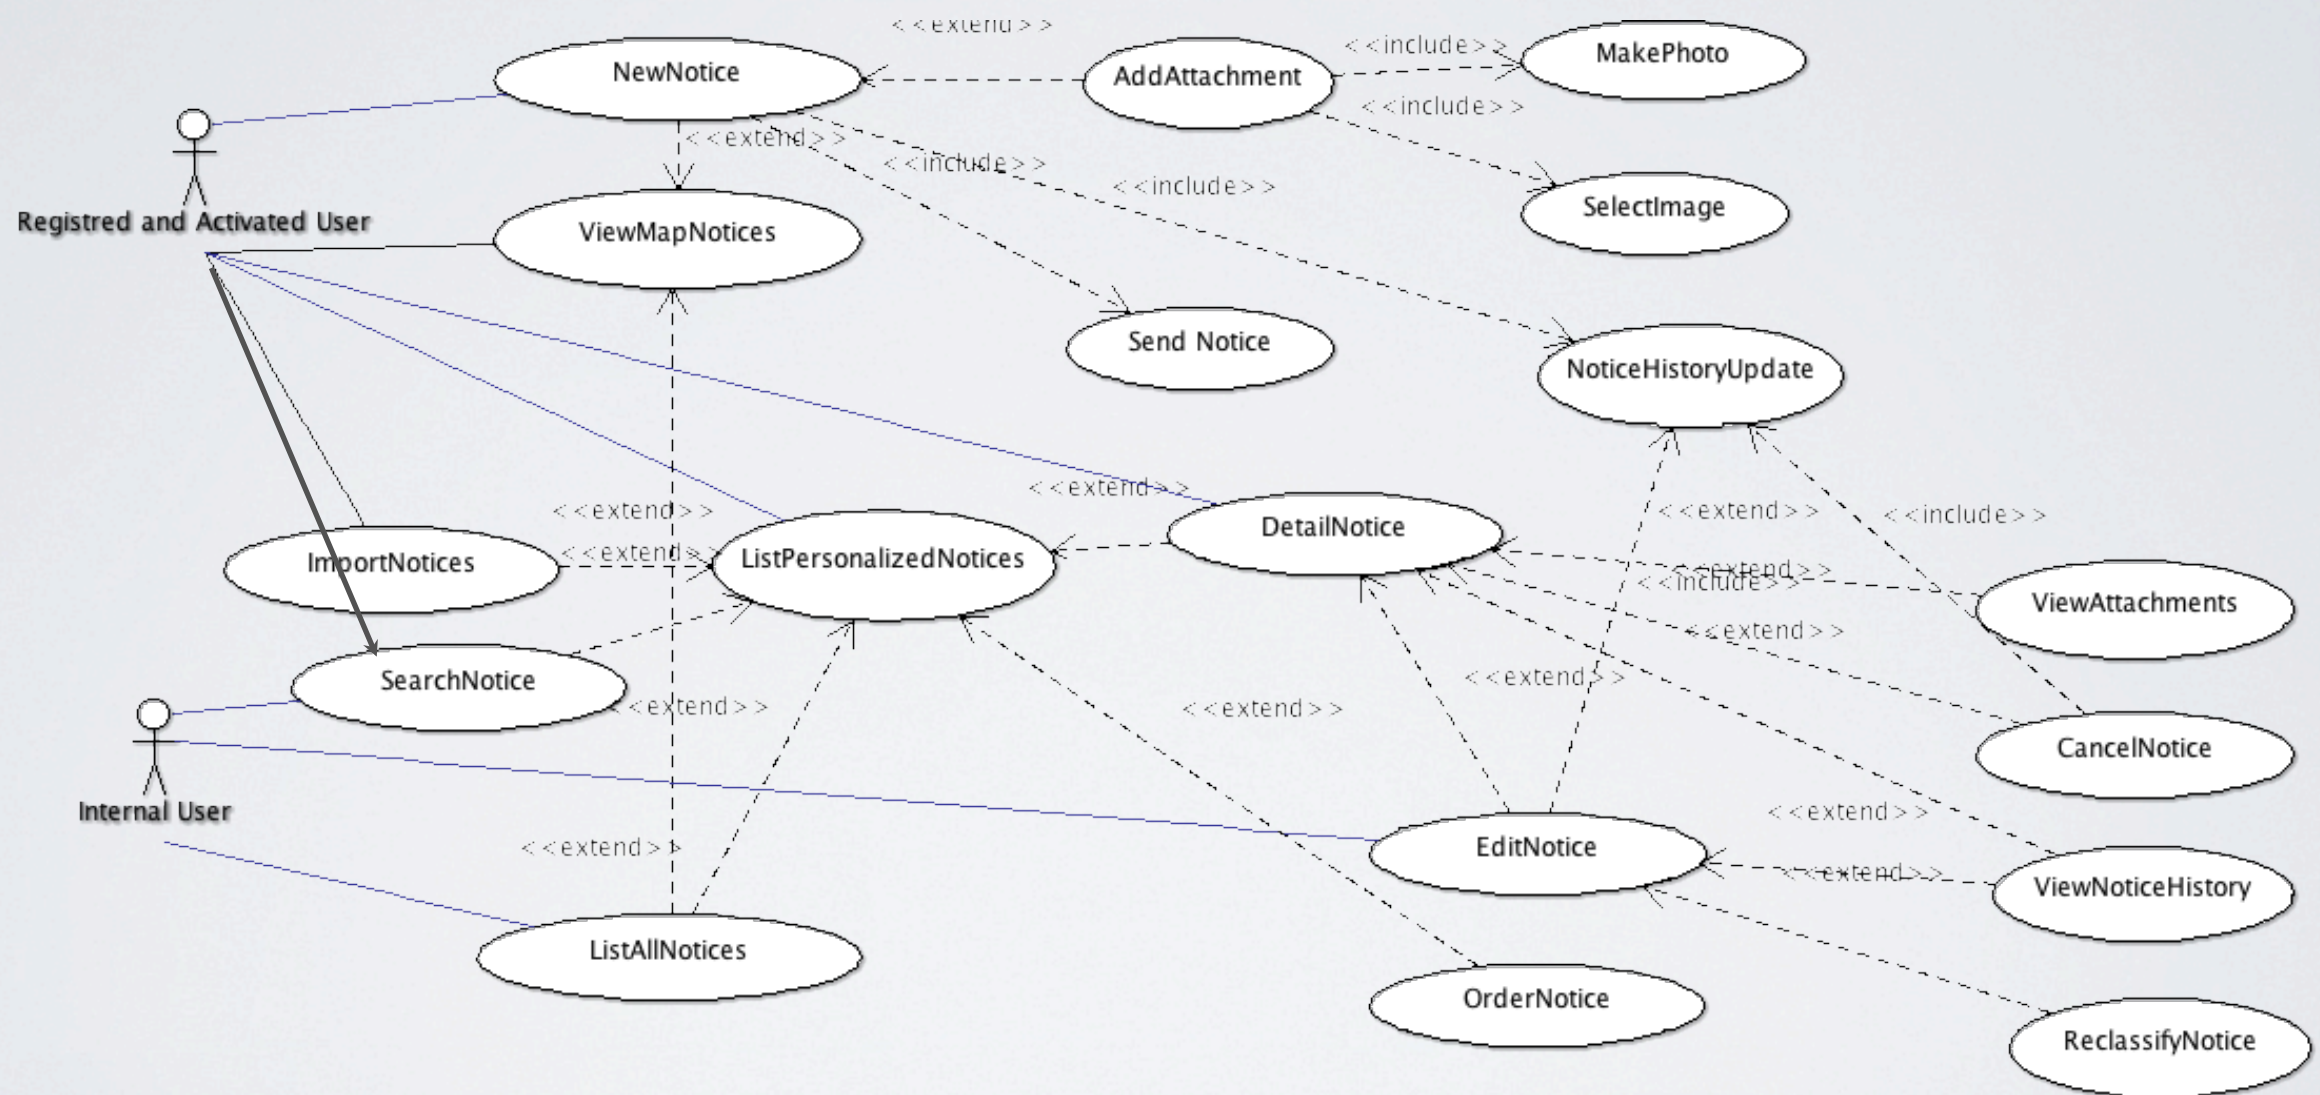 <<extend>>
NewNotice
AddAttachment
<<include>>
MakePhoto
<<include>>
<<extend>>
<<include>>
<<include>>
SelectImage
Registred and Activated User
ViewMapNotices
Send Notice
NoticeHistoryUpdate
<<extend>>
<<extend>>
<<extend>>
<<include>>
DetailNotice
ImportNotices
<<extend>>
ListPersonalizedNotices
<<extend>>
<<include>>
ViewAttachments
<<extend>>
SearchNotice
<<extend>>
<<extend>>
<<extend>>
CancelNotice
Internal User
<<extend>>
<<extend>>
EditNotice
<<extend>>
ViewNoticeHistory
ListAllNotices
OrderNotice
ReclassifyNotice